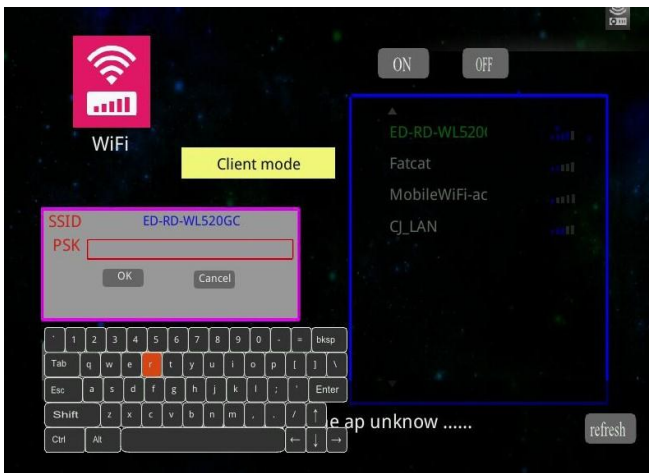 ON OFF
WiFi
Client mode
ED-RD-WL520
Fatcat
MobileWiFi-ac
CJ_LAN
SSID ED-RD-WL520GC
PSK
OK Cancel
` 1 2 3 4 5 6 7 8 9 0 - = bksp
Tab q w e r t y u i o p [ ] \
Esc a s d f g h j k l ; ' Enter
Shift z x c v b n m , . / ↑
Ctrl Alt ← ↓ →
e ap unknow ......
refresh